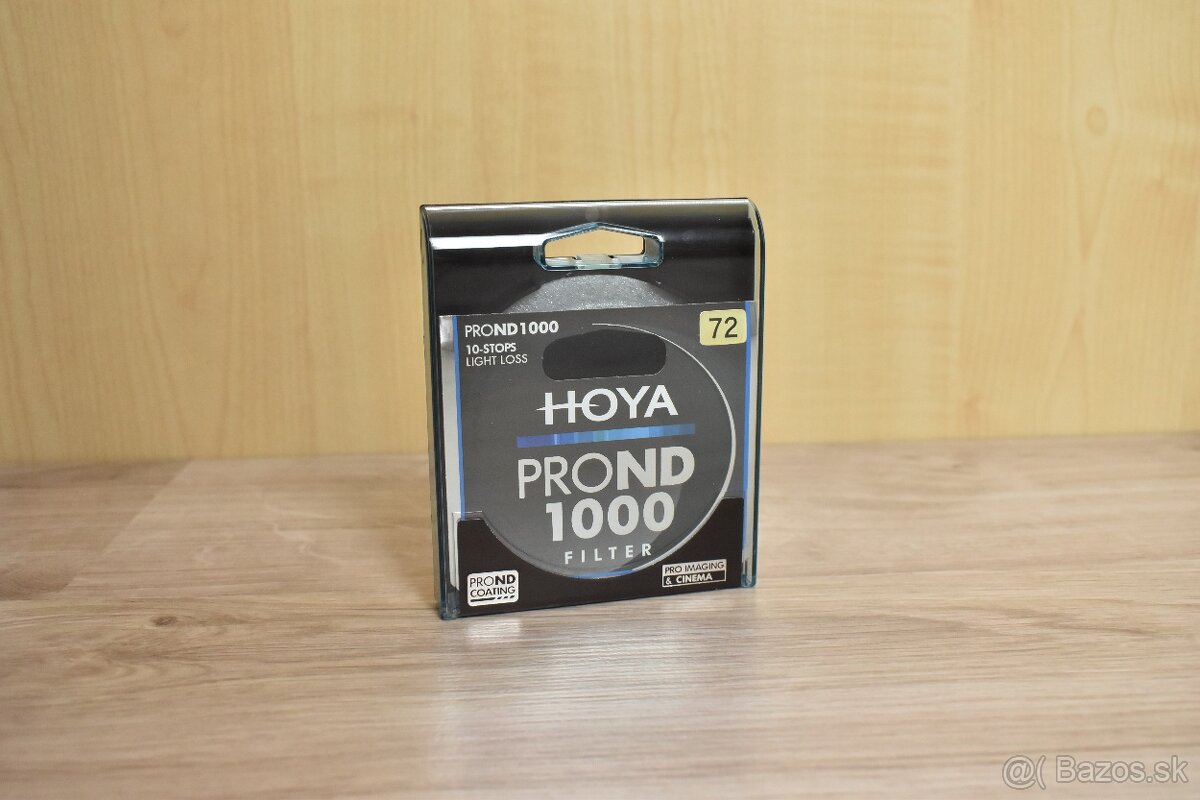 PROND1000
10-STOPS
LIGHT LOSS
72
HOYA
PROND
1000
FILTER
PROND
COATING
PRO IMAGING
& CINEMA
@( Bazos.sk